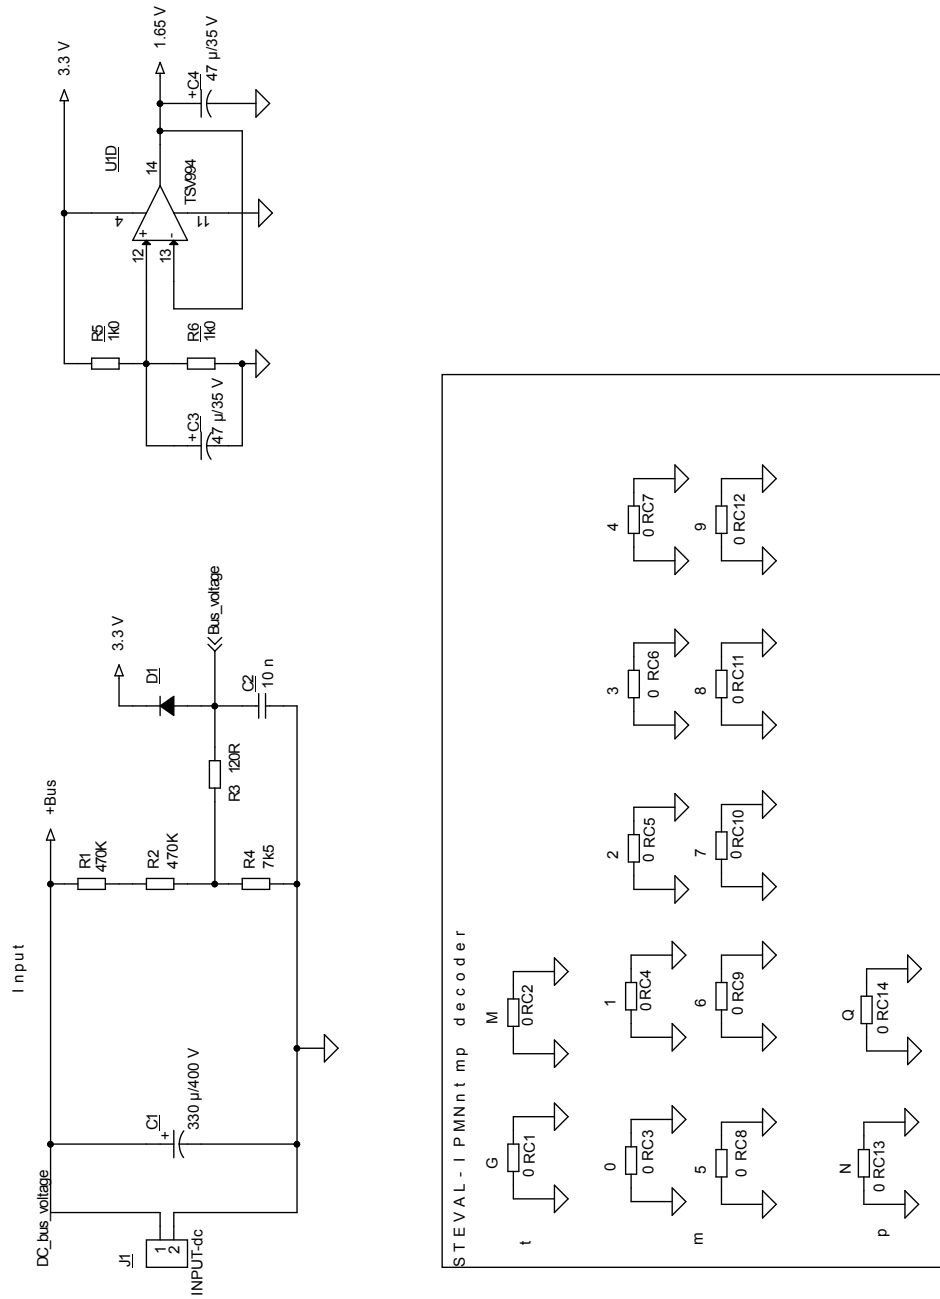 Input
J1
1
2
INPUT-dc
DC_bus_voltage
C1
+
330 µ/400 V
+Bus
R1
470K
R2
470K
R4
7k5
R3 120R
3.3 V
D1
Bus_voltage
C2
10 n
+C3
47 µ/35 V
R5
1k0
R6
1k0
3.3 V
U1D
12
13
+
-
4
11
14
TSV994
1.65 V
+C4
47 µ/35 V
STEVAL-IPMNntmp decoder
t
G
0 RC1
M
0 RC2
m
0
0 RC3
1
0 RC4
2
0 RC5
3
0 RC6
4
0 RC7
5
0 RC8
6
0 RC9
7
0 RC10
8
0 RC11
9
0 RC12
p
N
0 RC13
Q
0 RC14